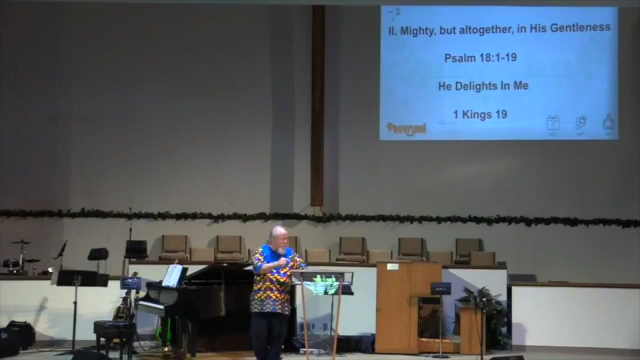 II. Mighty, but altogether, in His Gentleness
Psalm 18:1-19
He Delights In Me
1 Kings 19